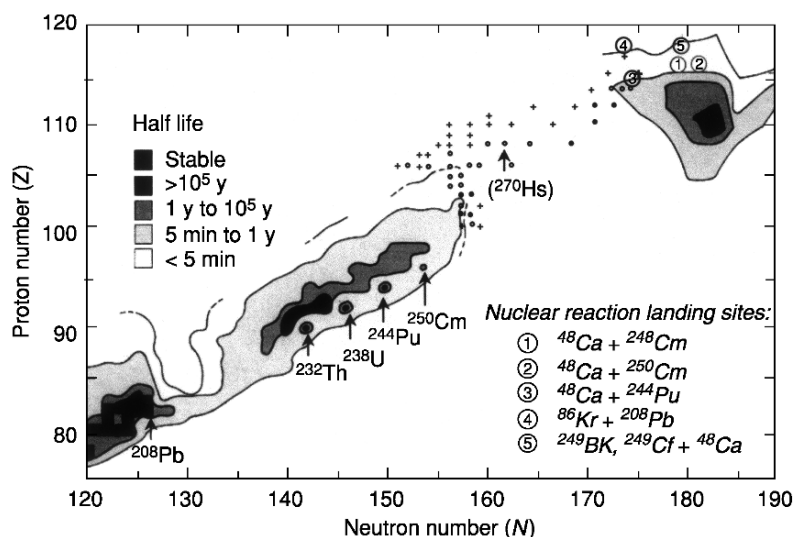 120
110
100
90
80
Proton number (Z)
Half life
Stable
>10⁵ y
1 y to 10⁵ y
5 min to 1 y
< 5 min
4
5
1
2
3
(²⁷⁰Hs)
²⁵⁰Cm
²⁴⁴Pu
²³⁸U
²³²Th
²⁰⁸Pb
Nuclear reaction landing sites:
① ⁴⁸Ca + ²⁴⁸Cm
② ⁴⁸Ca + ²⁵⁰Cm
③ ⁴⁸Ca + ²⁴⁴Pu
④ ⁸⁶Kr + ²⁰⁸Pb
⑤ ²⁴⁹BK, ²⁴⁹Cf + ⁴⁸Ca
120 130 140 150 160 170 180 190
Neutron number (N)